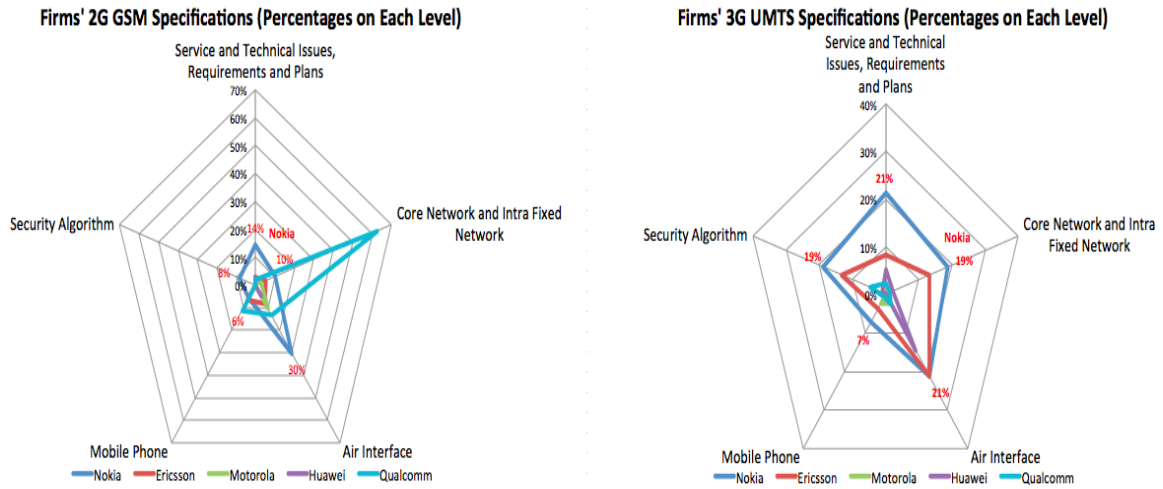 Firms' 2G GSM Specifications (Percentages on Each Level)
Service and Technical Issues,
Requirements and Plans
70%
60%
50%
40%
30%
20%
10%
0%
14%
Nokia
10%
8%
6%
30%
Security Algorithm
Core Network and Intra Fixed
Network
Mobile Phone
Air Interface
Nokia
Ericsson
Motorola
Huawei
Qualcomm
Firms' 3G UMTS Specifications (Percentages on Each Level)
Service and Technical
Issues, Requirements
and Plans
40%
30%
21%
20%
10%
0%
Nokia
19%
19%
7%
21%
Security Algorithm
Core Network and Intra
Fixed Network
Mobile Phone
Air Interface
Nokia
Ericsson
Motorola
Huawei
Qualcomm